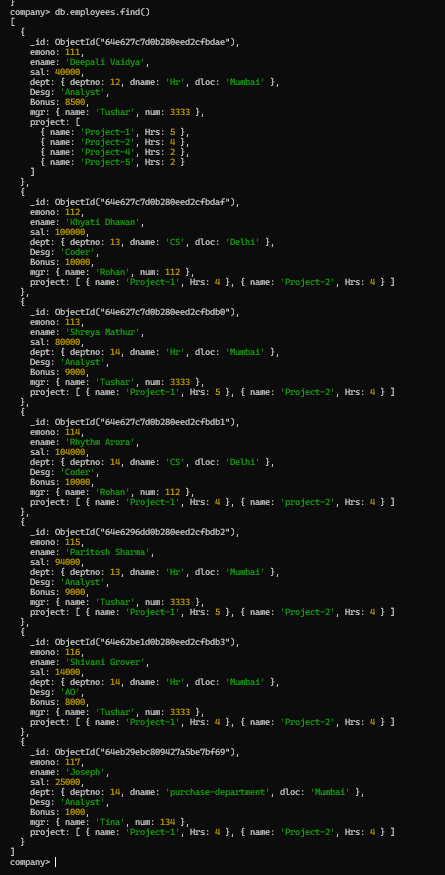 }
company> db.employees.find()
[
  {
    _id: ObjectId("64e627c7d0b280eed2cfbdae"),
    emono: 111,
    ename: 'Deepali Vaidya',
    sal: 40000,
    dept: { deptno: 12, dname: 'Hr', dloc: 'Mumbai' },
    Desg: 'Analyst',
    Bonus: 8500,
    mgr: { name: 'Tushar', num: 3333 },
    project: [
      { name: 'Project-1', Hrs: 5 },
      { name: 'Project-2', Hrs: 4 },
      { name: 'Project-4', Hrs: 2 },
      { name: 'Project-5', Hrs: 2 }
    ]
  },
  {
    _id: ObjectId("64e627c7d0b280eed2cfbdaf"),
    emono: 112,
    ename: 'Khyati Dhawan',
    sal: 100000,
    dept: { deptno: 13, dname: 'CS', dloc: 'Delhi' },
    Desg: 'Coder',
    Bonus: 10000,
    mgr: { name: 'Rohan', num: 112 },
    project: [ { name: 'Project-1', Hrs: 4 }, { name: 'Project-2', Hrs: 4 } ]
  },
  {
    _id: ObjectId("64e627c7d0b280eed2cfbdb0"),
    emono: 113,
    ename: 'Shreya Mathur',
    sal: 80000,
    dept: { deptno: 14, dname: 'Hr', dloc: 'Mumbai' },
    Desg: 'Analyst',
    Bonus: 9000,
    mgr: { name: 'Tushar', num: 3333 },
    project: [ { name: 'Project-1', Hrs: 5 }, { name: 'Project-2', Hrs: 4 } ]
  },
  {
    _id: ObjectId("64e627c7d0b280eed2cfbdb1"),
    emono: 114,
    ename: 'Rhythm Arora',
    sal: 104000,
    dept: { deptno: 14, dname: 'CS', dloc: 'Delhi' },
    Desg: 'Coder',
    Bonus: 10000,
    mgr: { name: 'Rohan', num: 112 },
    project: [ { name: 'Project-1', Hrs: 4 }, { name: 'project-2', Hrs: 4 } ]
  },
  {
    _id: ObjectId("64e6296dd0b280eed2cfbdb2"),
    emono: 115,
    ename: 'Paritosh Sharma',
    sal: 94000,
    dept: { deptno: 13, dname: 'Hr', dloc: 'Mumbai' },
    Desg: 'Analyst',
    Bonus: 9000,
    mgr: { name: 'Tushar', num: 3333 },
    project: [ { name: 'Project-1', Hrs: 5 }, { name: 'Project-2', Hrs: 4 } ]
  },
  {
    _id: ObjectId("64e62be1d0b280eed2cfbdb3"),
    emono: 116,
    ename: 'Shivani Grover',
    sal: 14000,
    dept: { deptno: 14, dname: 'Hr', dloc: 'Mumbai' },
    Desg: 'AO',
    Bonus: 8000,
    mgr: { name: 'Tushar', num: 3333 },
    project: [ { name: 'Project-1', Hrs: 4 }, { name: 'Project-2', Hrs: 4 } ]
  },
  {
    _id: ObjectId("64eb29ebc809427a5be7bf69"),
    emono: 117,
    ename: 'Joseph',
    sal: 25000,
    dept: { deptno: 14, dname: 'purchase-department', dloc: 'Mumbai' },
    Desg: 'Analyst',
    Bonus: 1000,
    mgr: { name: 'Tina', num: 134 },
    project: [ { name: 'Project-1', Hrs: 4 }, { name: 'Project-2', Hrs: 4 } ]
  }
]
company>